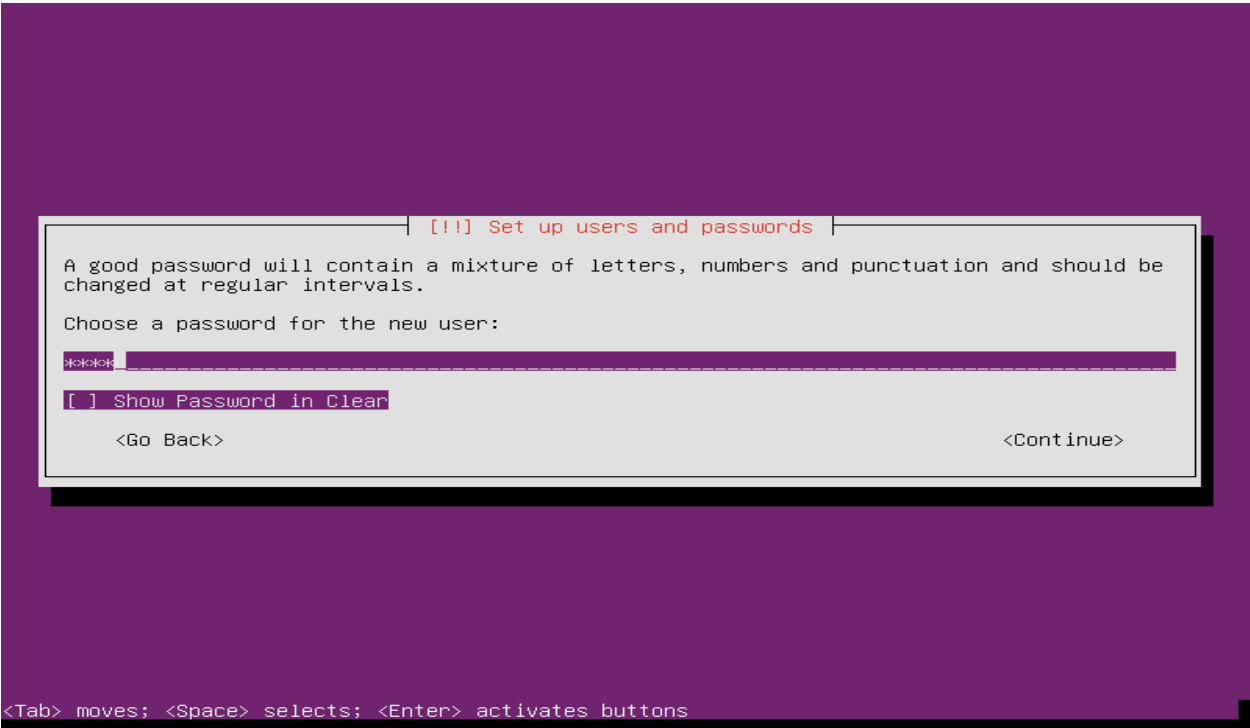 [!!] Set up users and passwords
A good password will contain a mixture of letters, numbers and punctuation and should be
changed at regular intervals.
Choose a password for the new user:
****
[ ] Show Password in Clear
<Go Back> <Continue>
<Tab> moves; <Space> selects; <Enter> activates buttons